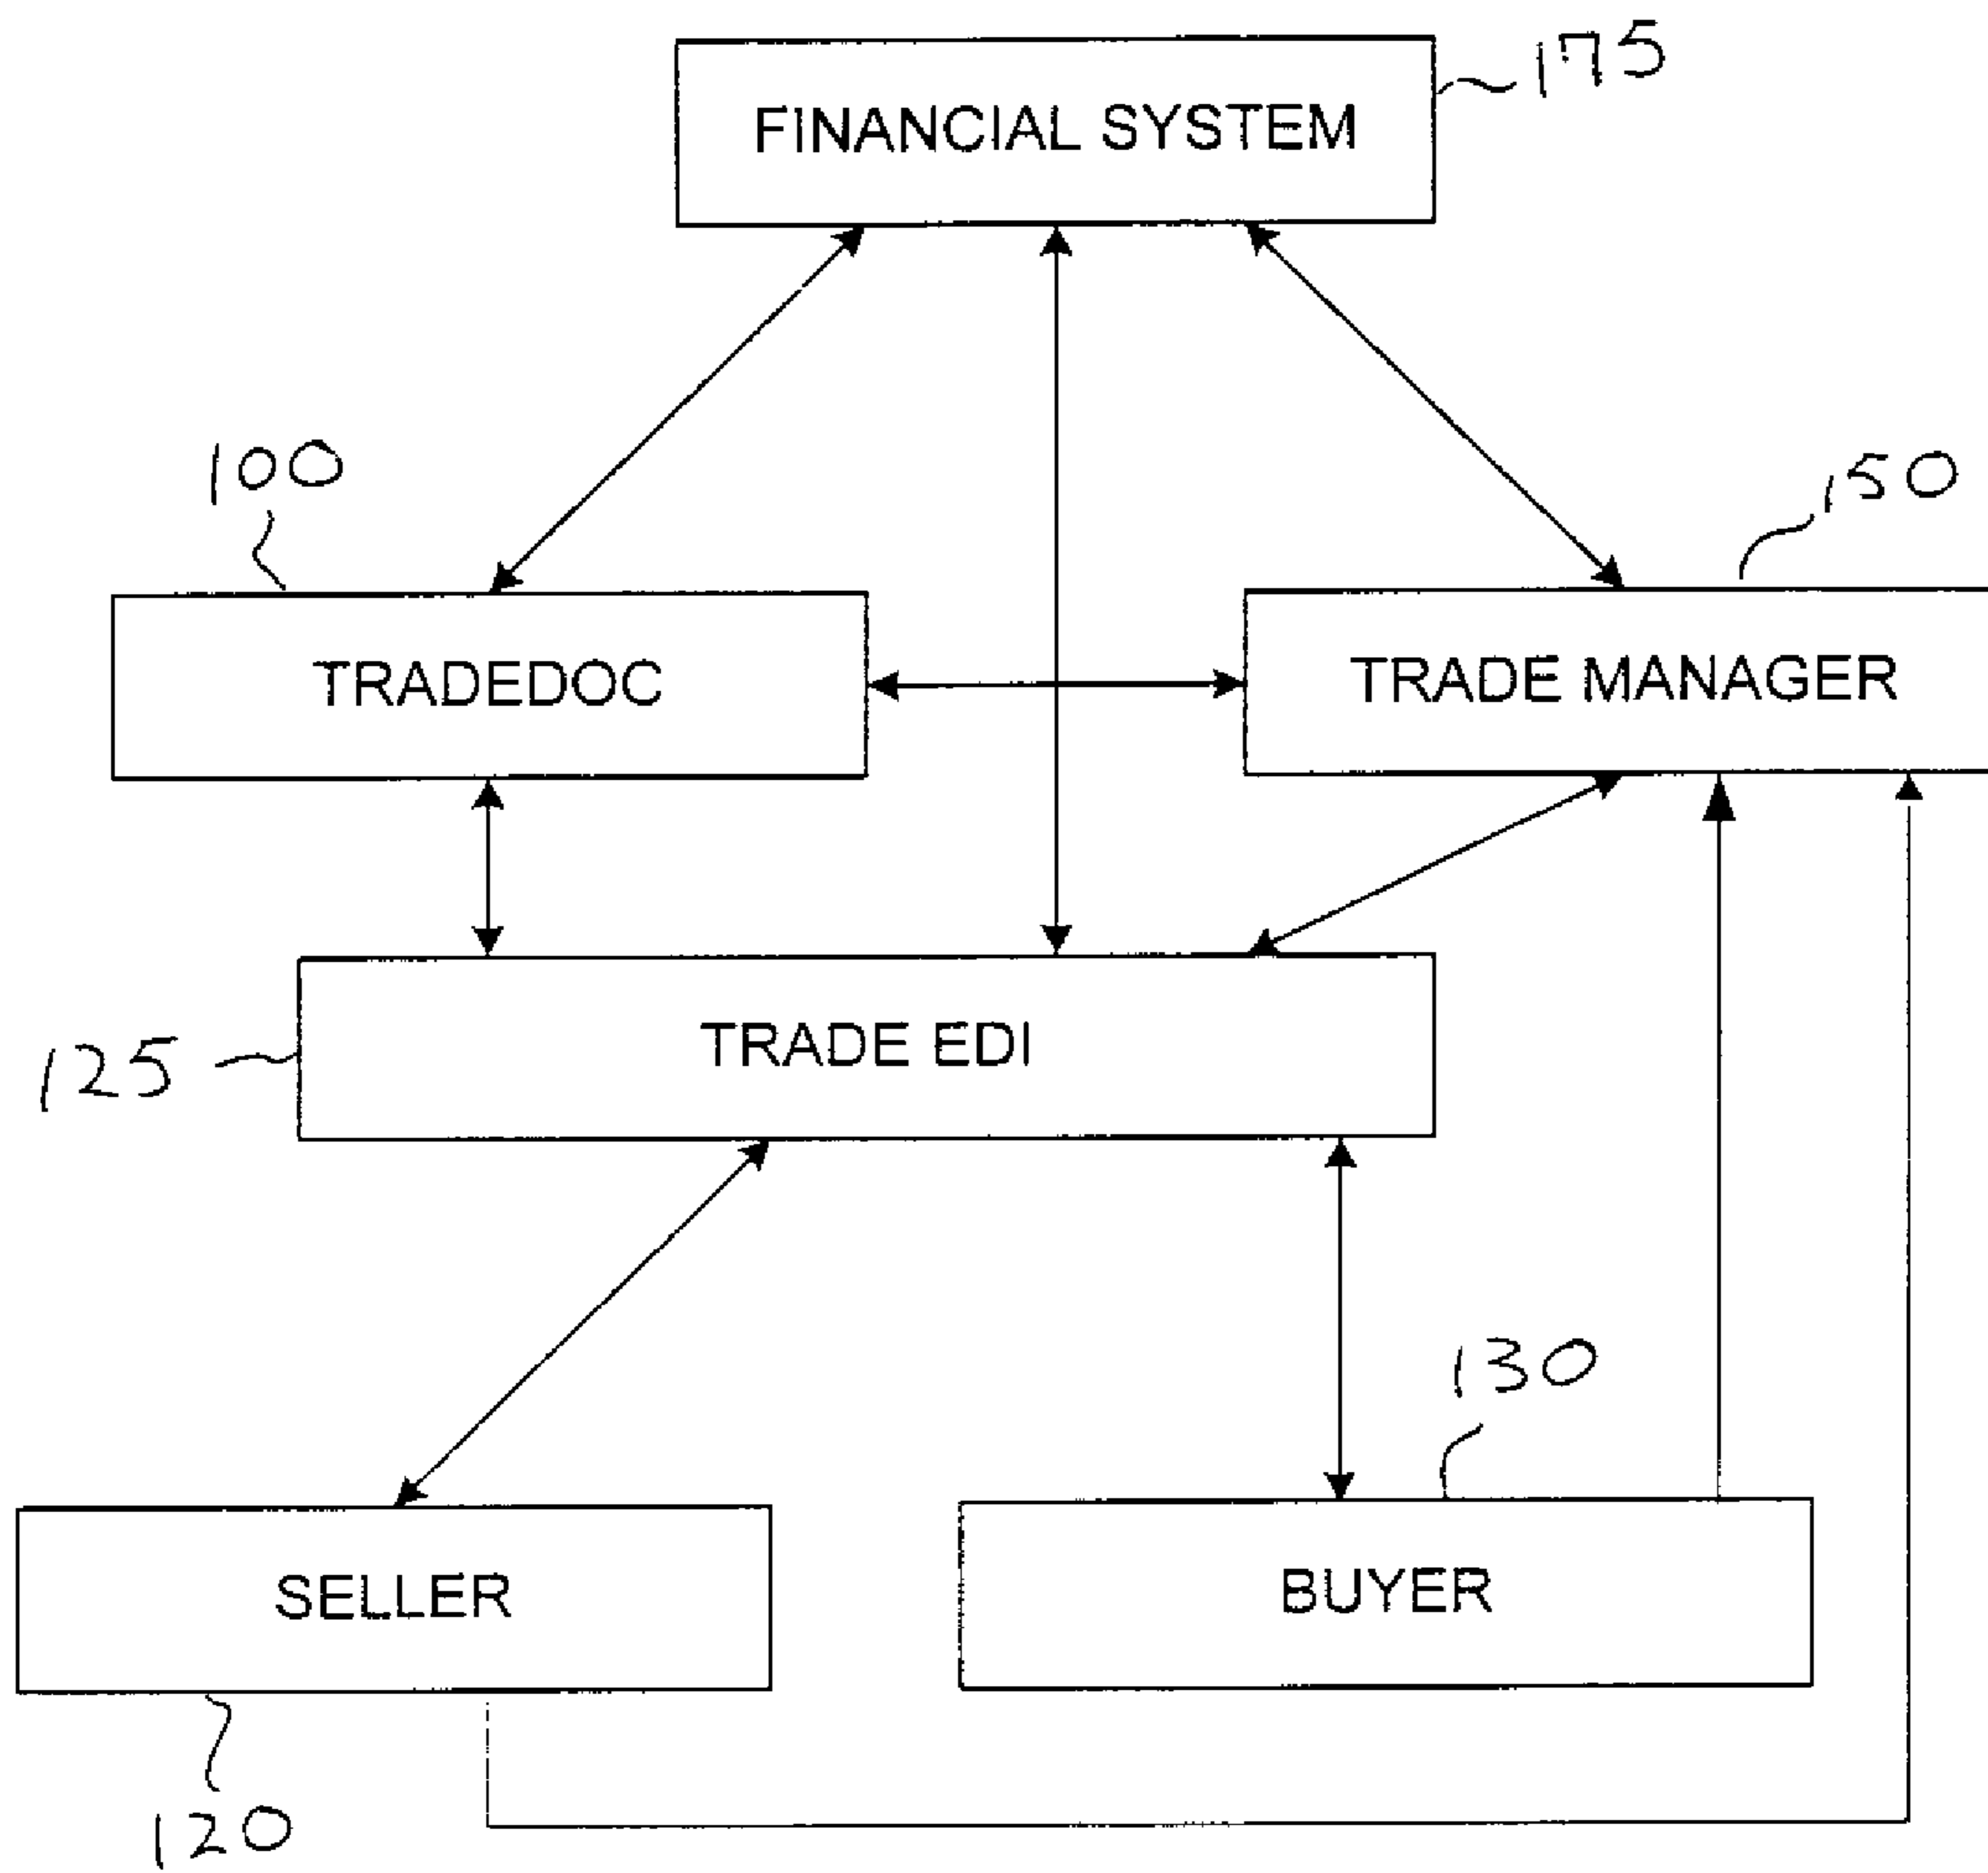 FINANCIAL SYSTEM
175
100
150
TRADEDOC
TRADE MANAGER
TRADE EDI
125
130
SELLER
BUYER
120